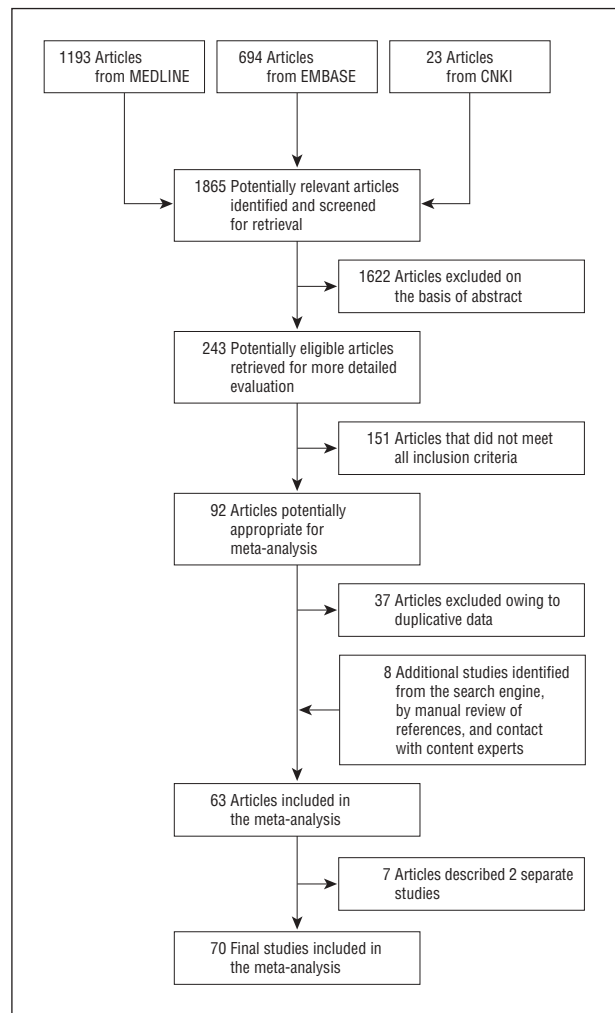 1193 Articles
from MEDLINE
694 Articles
from EMBASE
23 Articles
from CNKI
1865 Potentially relevant articles
identified and screened
for retrieval
1622 Articles excluded on
the basis of abstract
243 Potentially eligible articles
retrieved for more detailed
evaluation
151 Articles that did not meet
all inclusion criteria
92 Articles potentially
appropriate for
meta-analysis
37 Articles excluded owing to
duplicative data
8 Additional studies identified
from the search engine,
by manual review of
references, and contact
with content experts
63 Articles included in
the meta-analysis
7 Articles described 2 separate
studies
70 Final studies included in
the meta-analysis